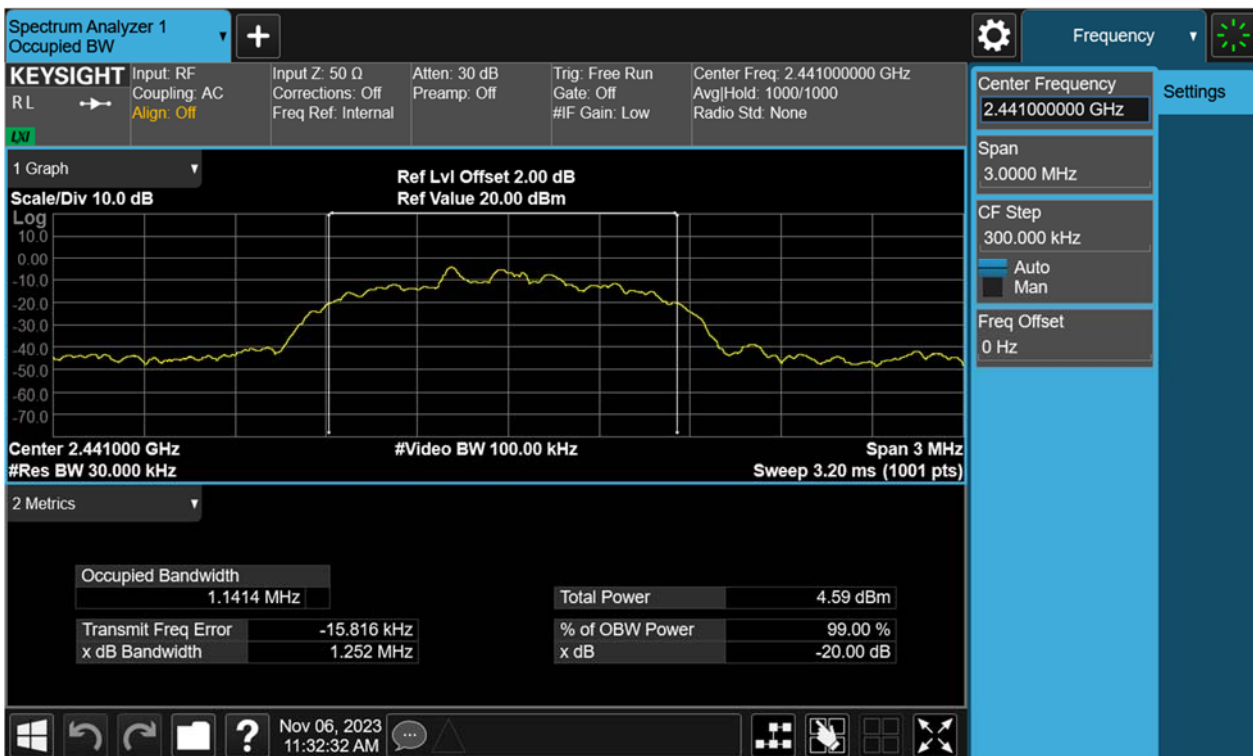 Spectrum Analyzer 1
Occupied BW
Frequency
KEYSIGHT
R L
LXI
Input: RF
Coupling: AC
Align: Off
Input Z: 50 Ω
Corrections: Off
Freq Ref: Internal
Atten: 30 dB
Preamp: Off
Trig: Free Run
Gate: Off
#IF Gain: Low
Center Freq: 2.441000000 GHz
Avg|Hold: 1000/1000
Radio Std: None
Center Frequency
2.441000000 GHz
Settings
Span
3.0000 MHz
CF Step
300.000 kHz
Auto
Man
Freq Offset
0 Hz
1 Graph
Ref Lvl Offset 2.00 dB
Scale/Div 10.0 dB
Ref Value 20.00 dBm
Log
10.0
0.00
-10.0
-20.0
-30.0
-40.0
-50.0
-60.0
-70.0
Center 2.441000 GHz
#Video BW 100.00 kHz
Span 3 MHz
#Res BW 30.000 kHz
Sweep 3.20 ms (1001 pts)
2 Metrics
Occupied Bandwidth
1.1414 MHz
Total Power 4.59 dBm
Transmit Freq Error -15.816 kHz
% of OBW Power 99.00 %
x dB Bandwidth 1.252 MHz
x dB -20.00 dB
Nov 06, 2023
11:32:32 AM